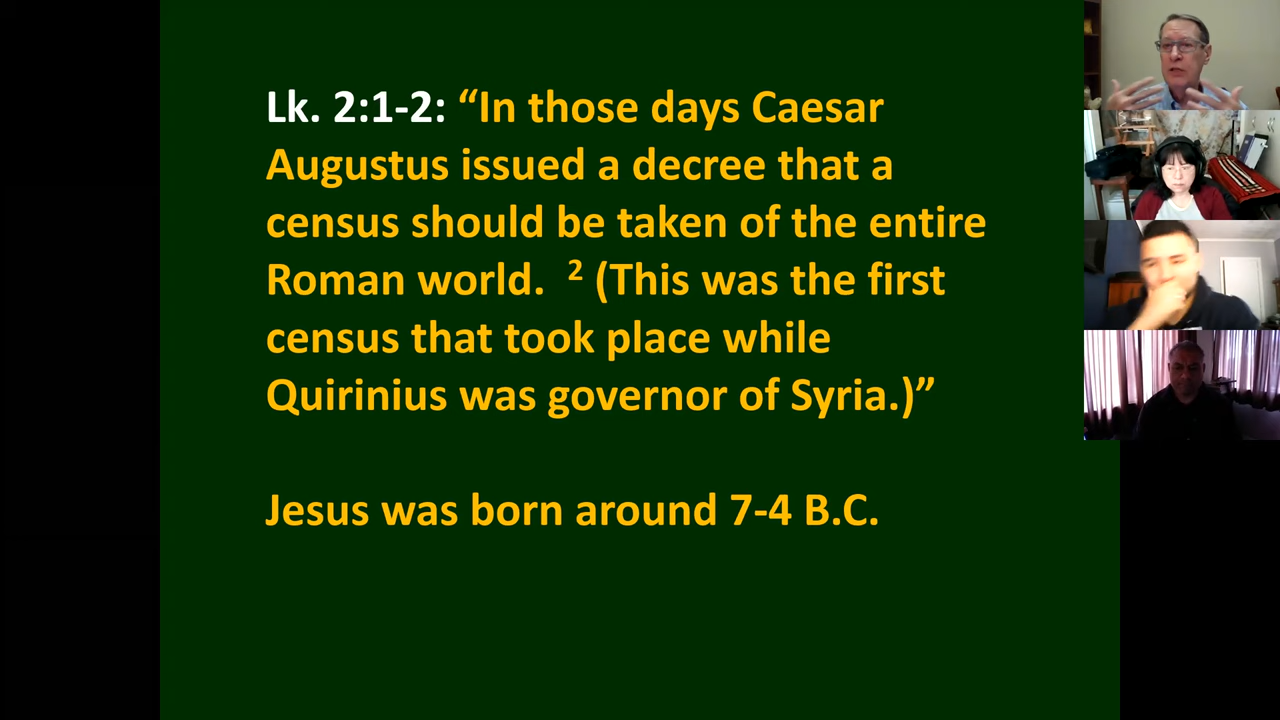 Lk. 2:1-2: “In those days Caesar
Augustus issued a decree that a
census should be taken of the entire
Roman world.  ² (This was the first
census that took place while
Quirinius was governor of Syria.)”
Jesus was born around 7-4 B.C.